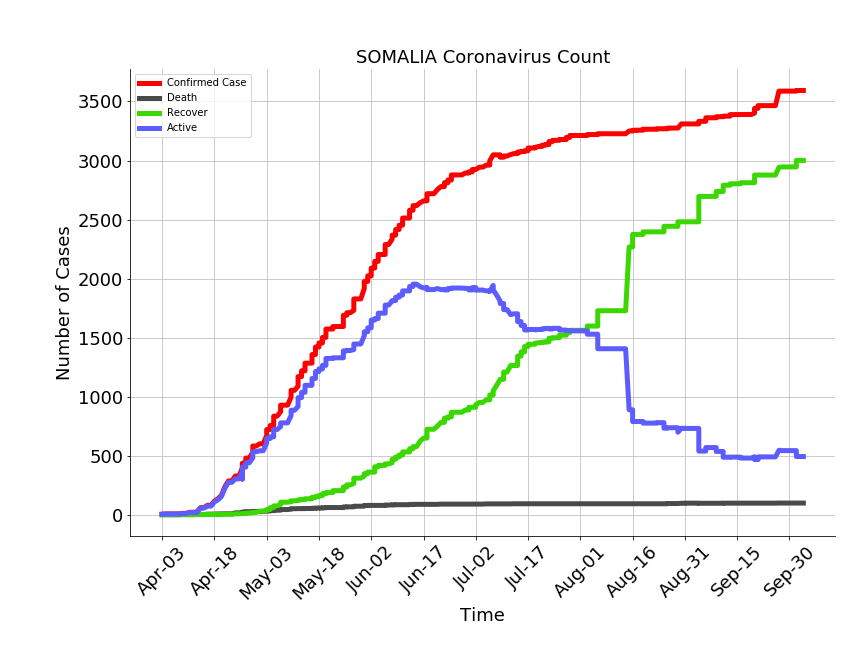 SOMALIA Coronavirus Count
Confirmed Case
Death
Recover
Active
Number of Cases
3500
3000
2500
2000
1500
1000
500
0
Apr-03
Apr-18
May-03
May-18
Jun-02
Jun-17
Jul-02
Jul-17
Aug-01
Aug-16
Aug-31
Sep-15
Sep-30
Time